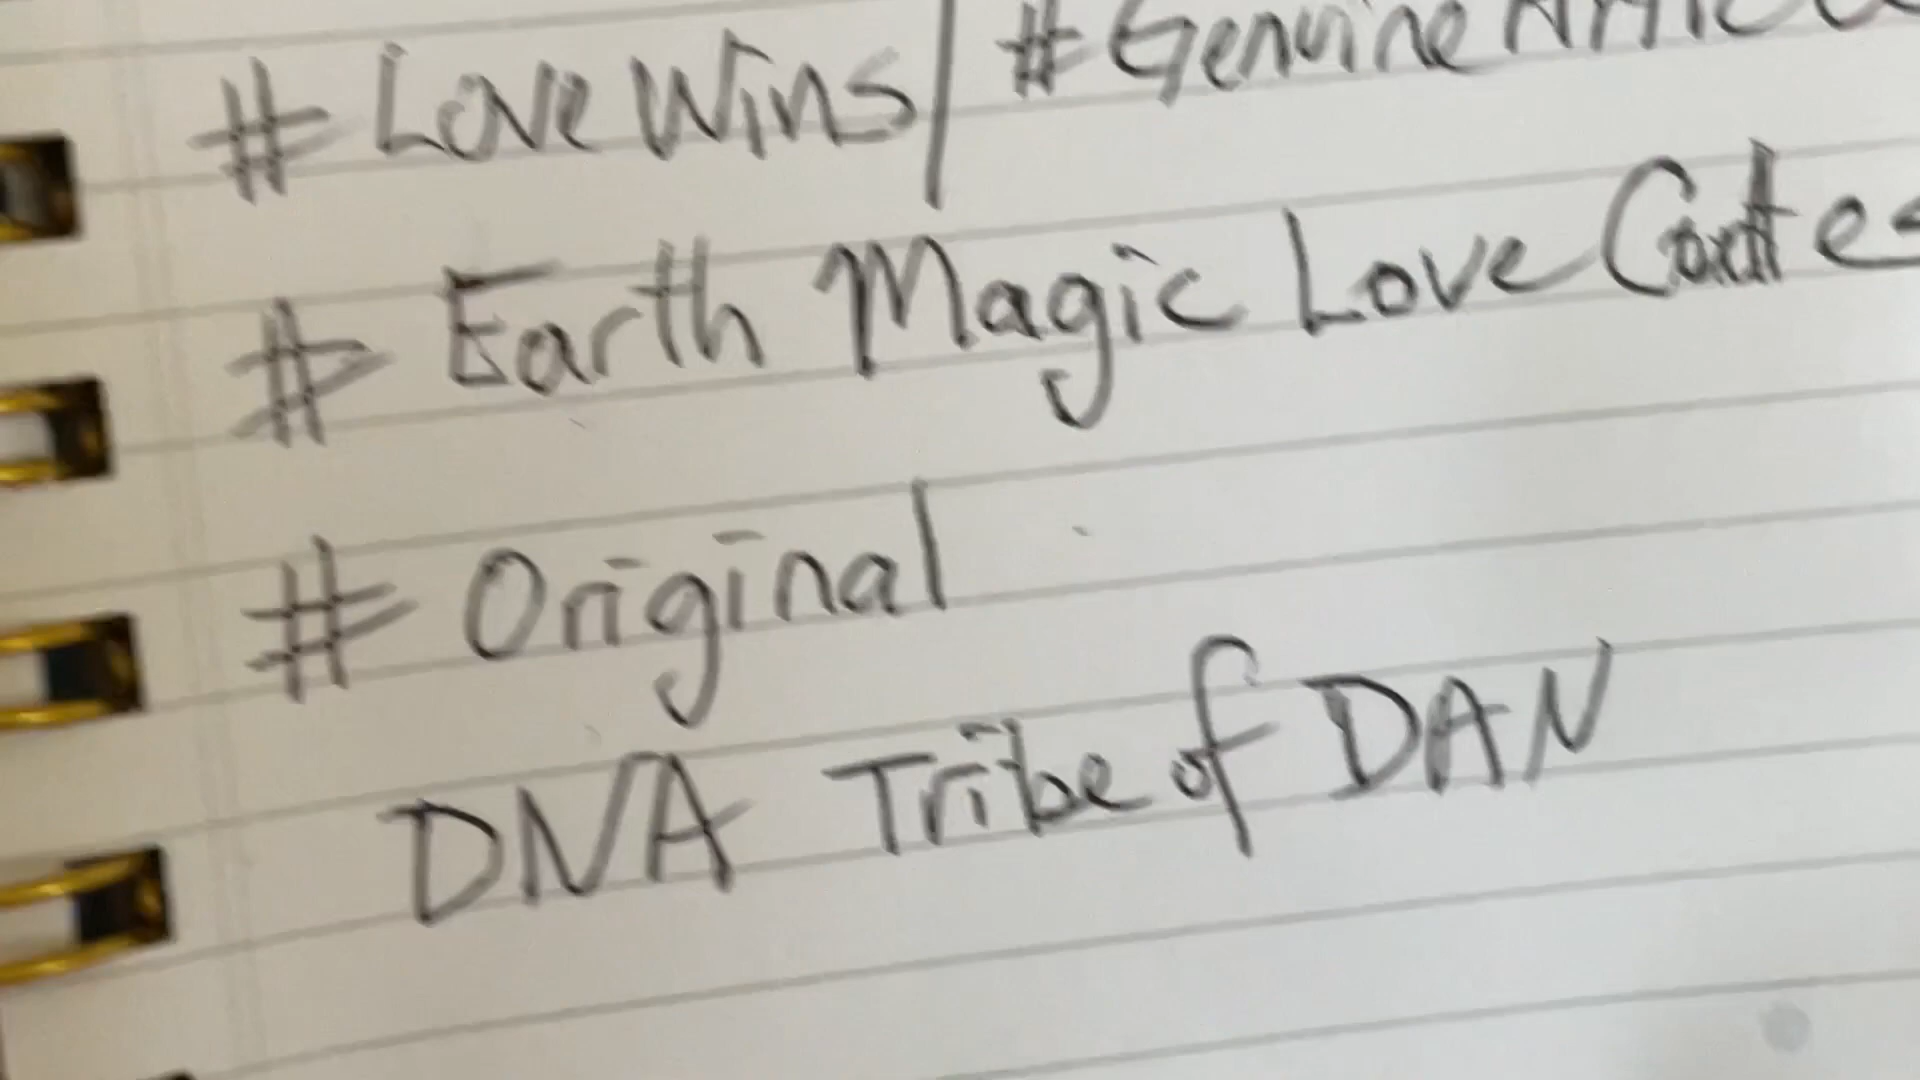 #LoveWins/ #Genuine
# Earth Magic Love
# Original
DNA Tribe of DAN